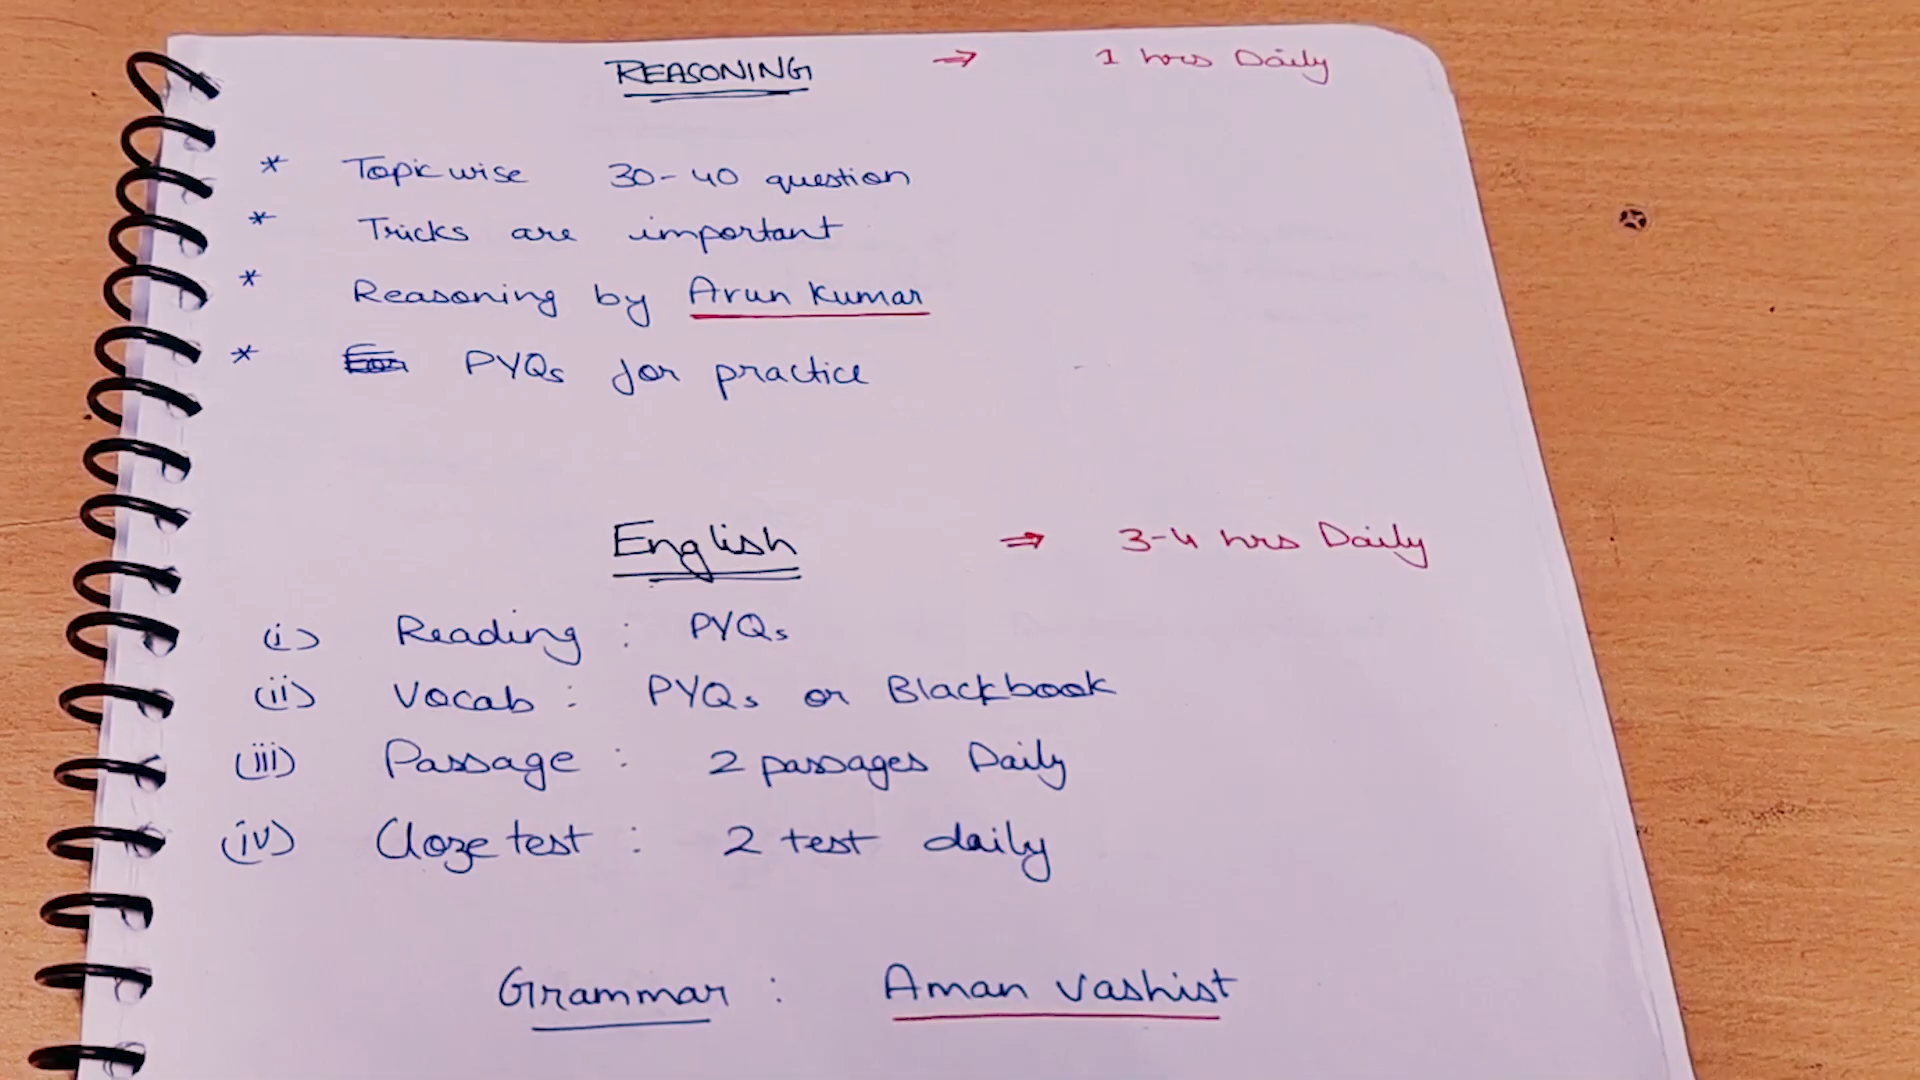 REASONING ⇒ 1 hrs Daily
* Topicwise 30-40 question
* Tricks are important
* Reasoning by Arun Kumar
* PYQs for practice
English ⇒ 3-4 hrs Daily
(i) Reading : PYQs
(ii) Vocab : PYQs or Blackbook
(iii) Passage : 2 passages Daily
(iv) Cloze test : 2 test daily
Grammar : Aman Vashist